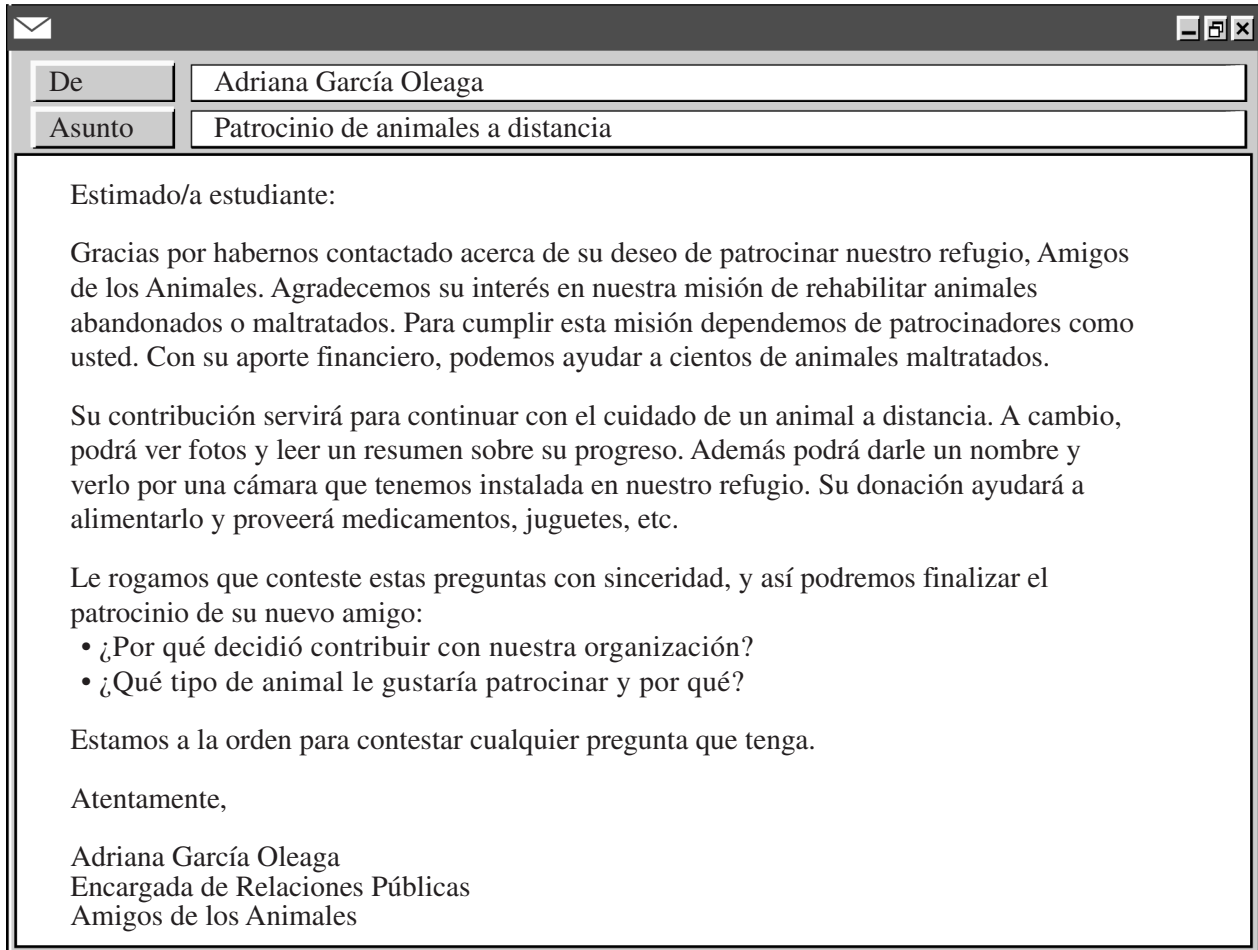 De
Adriana García Oleaga
Asunto
Patrocinio de animales a distancia
Estimado/a estudiante:
Gracias por habernos contactado acerca de su deseo de patrocinar nuestro refugio, Amigos
de los Animales. Agradecemos su interés en nuestra misión de rehabilitar animales
abandonados o maltratados. Para cumplir esta misión dependemos de patrocinadores como
usted. Con su aporte financiero, podemos ayudar a cientos de animales maltratados.
Su contribución servirá para continuar con el cuidado de un animal a distancia. A cambio,
podrá ver fotos y leer un resumen sobre su progreso. Además podrá darle un nombre y
verlo por una cámara que tenemos instalada en nuestro refugio. Su donación ayudará a
alimentarlo y proveerá medicamentos, juguetes, etc.
Le rogamos que conteste estas preguntas con sinceridad, y así podremos finalizar el
patrocinio de su nuevo amigo:
• ¿Por qué decidió contribuir con nuestra organización?
• ¿Qué tipo de animal le gustaría patrocinar y por qué?
Estamos a la orden para contestar cualquier pregunta que tenga.
Atentamente,
Adriana García Oleaga
Encargada de Relaciones Públicas
Amigos de los Animales